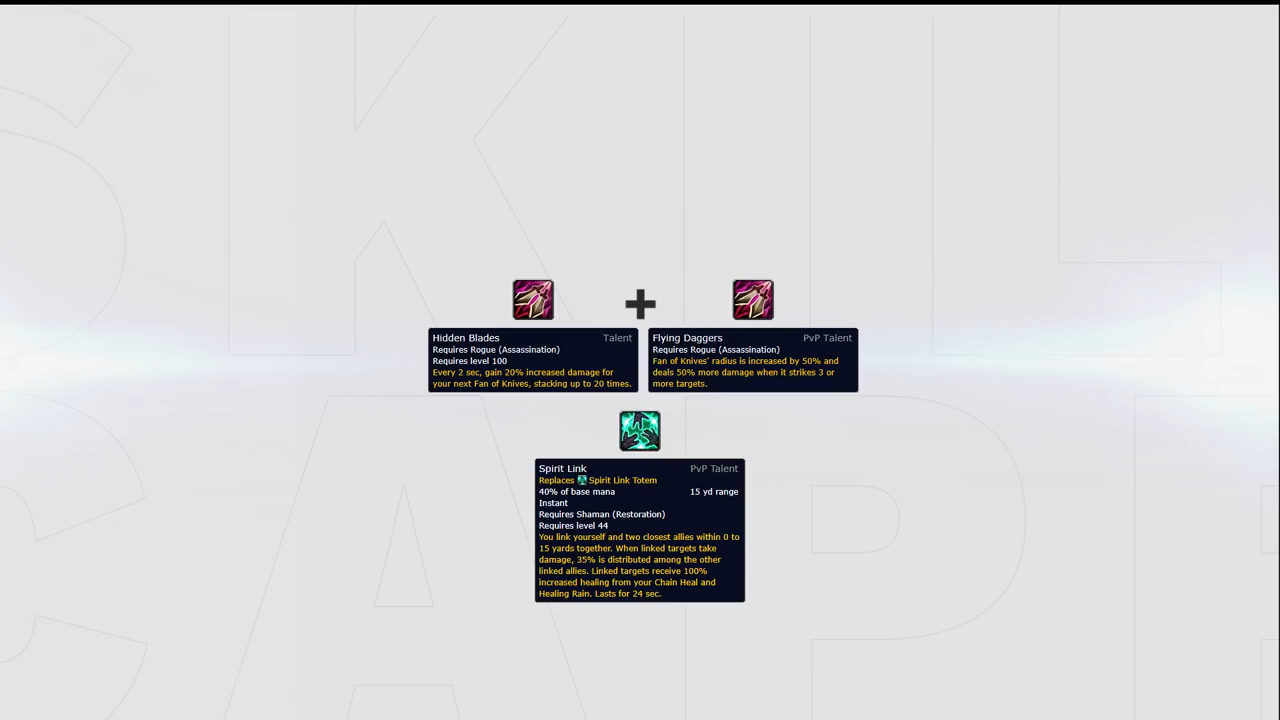 SKILL
CAPP
Hidden Blades Talent
Requires Rogue (Assassination)
Requires level 100
Every 2 sec, gain 20% increased damage for
your next Fan of Knives, stacking up to 20 times.
Flying Daggers PvP Talent
Requires Rogue (Assassination)
Fan of Knives' radius is increased by 50% and
deals 50% more damage when it strikes 3 or
more targets.
Spirit Link PvP Talent
Replaces Spirit Link Totem
40% of base mana 15 yd range
Instant
Requires Shaman (Restoration)
Requires level 44
You link yourself and two closest allies within 0 to
15 yards together. When linked targets take
damage, 35% is distributed among the other
linked allies. Linked targets receive 100%
increased healing from your Chain Heal and
Healing Rain. Lasts for 24 sec.